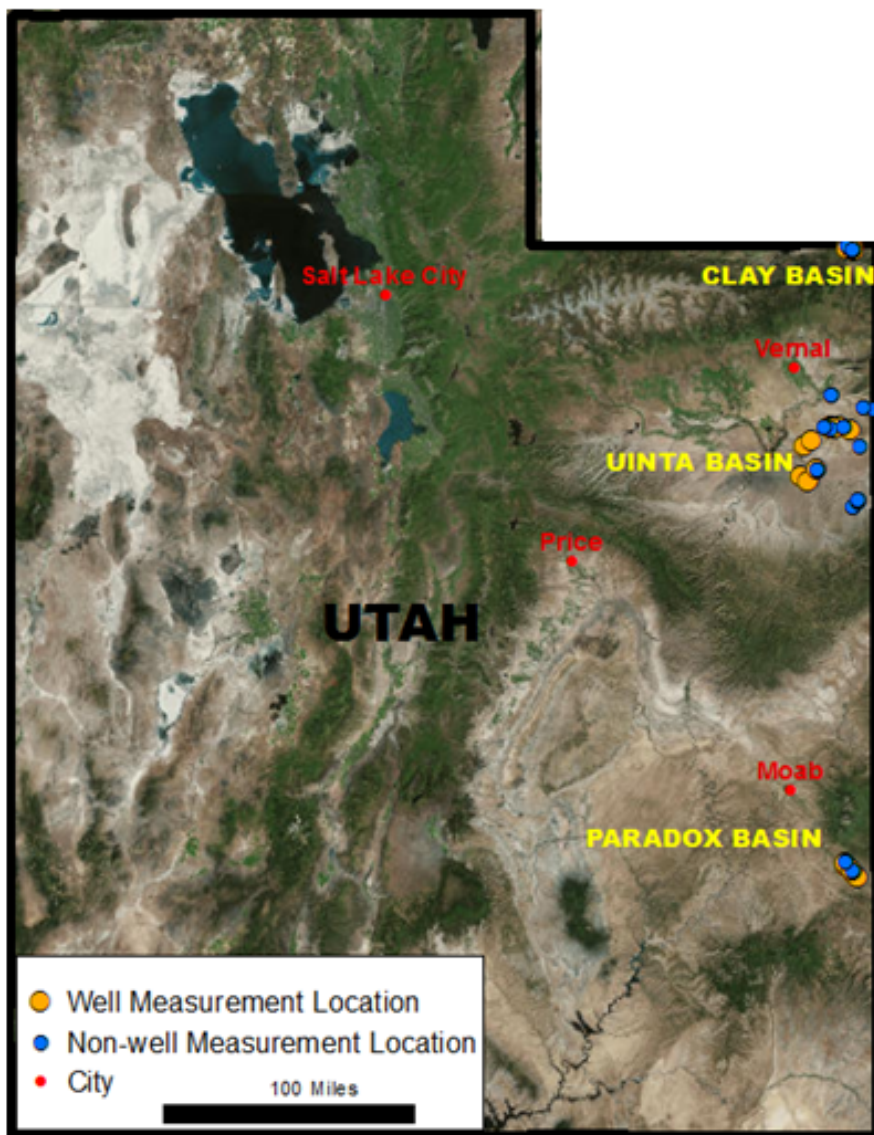 Salt Lake City
CLAY BASIN
Vernal
UINTA BASIN
Price
UTAH
Moab
PARADOX BASIN
Well Measurement Location
Non-well Measurement Location
City
100 Miles